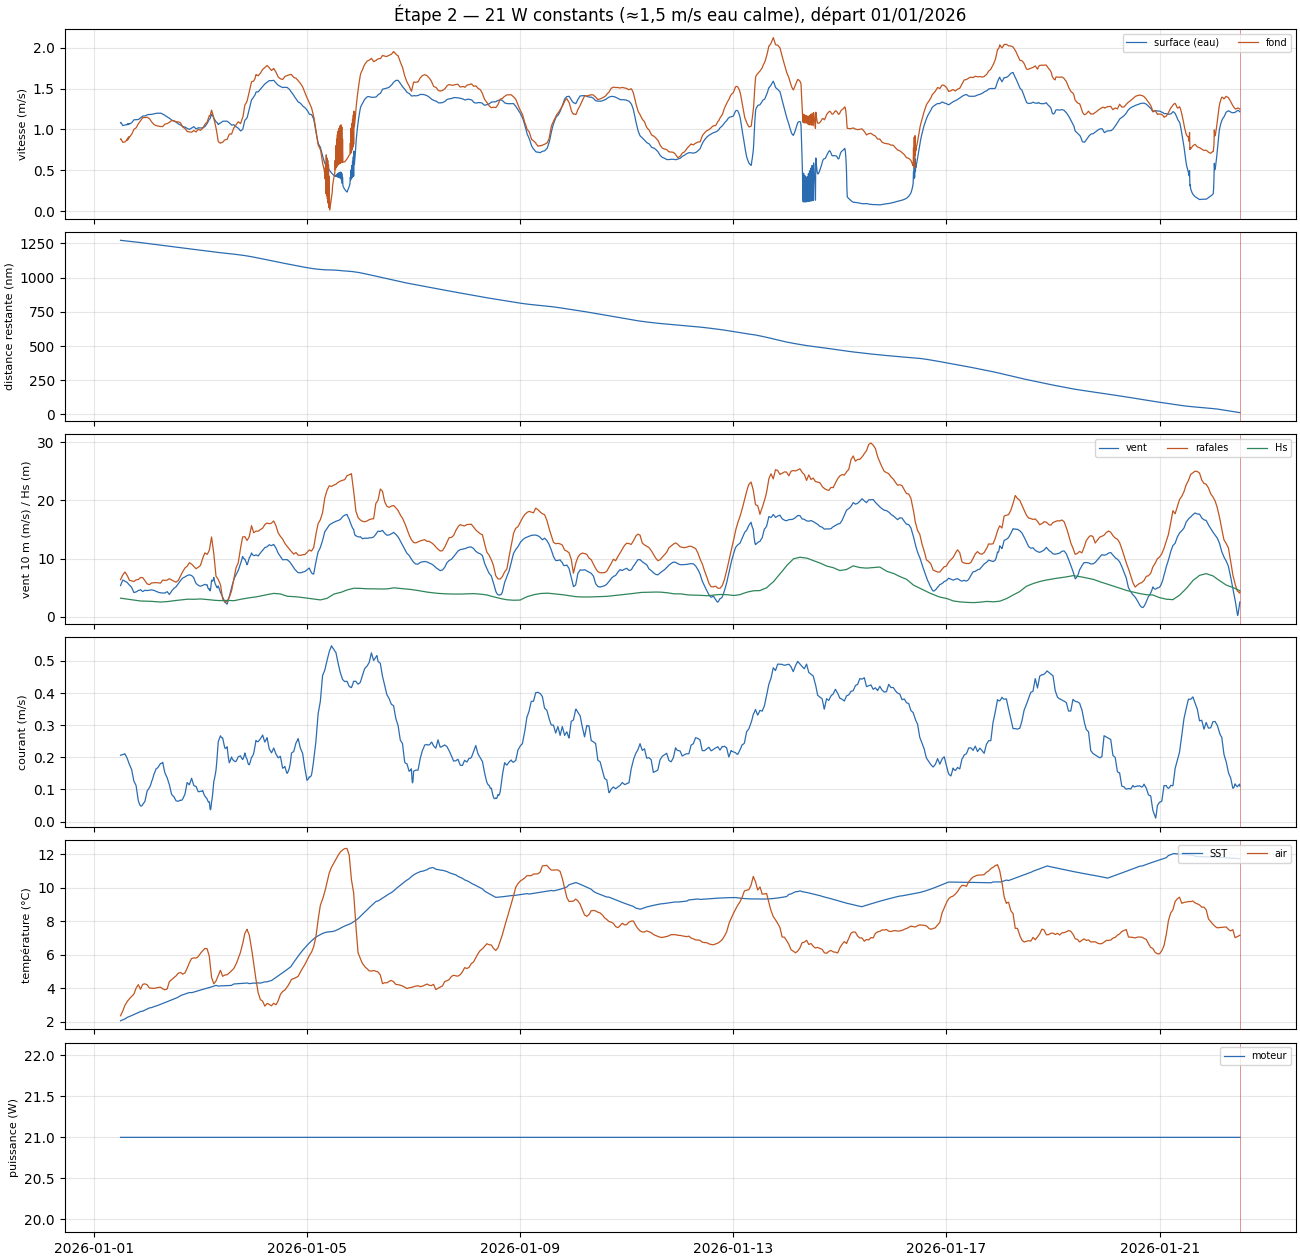 Étape 2 — 21 W constants (≈1,5 m/s eau calme), départ 01/01/2026
surface (eau) fond
vitesse (m/s)
2.0
1.5
1.0
0.5
0.0
distance restante (nm)
1250
1000
750
500
250
0
vent rafales Hs
vent 10 m (m/s) / Hs (m)
30
20
10
0
courant (m/s)
0.5
0.4
0.3
0.2
0.1
0.0
SST air
température (°C)
12
10
8
6
4
2
moteur
puissance (W)
22.0
21.5
21.0
20.5
20.0
2026-01-01 2026-01-05 2026-01-09 2026-01-13 2026-01-17 2026-01-21